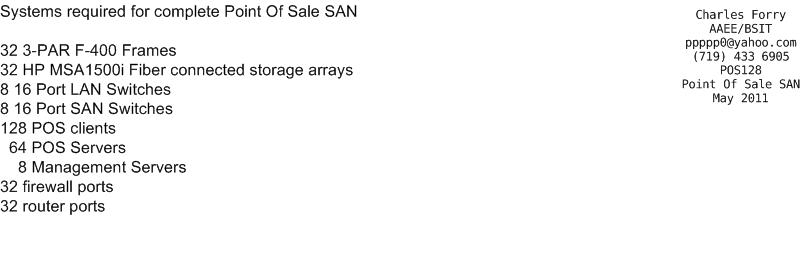 Systems required for complete Point Of Sale SAN
32 3-PAR F-400 Frames
32 HP MSA1500i Fiber connected storage arrays
8 16 Port LAN Switches
8 16 Port SAN Switches
128 POS clients
64 POS Servers
8 Management Servers
32 firewall ports
32 router ports
Charles Forry
AAEE/BSIT
ppppp0@yahoo.com
(719) 433 6905
POS128
Point Of Sale SAN
May 2011